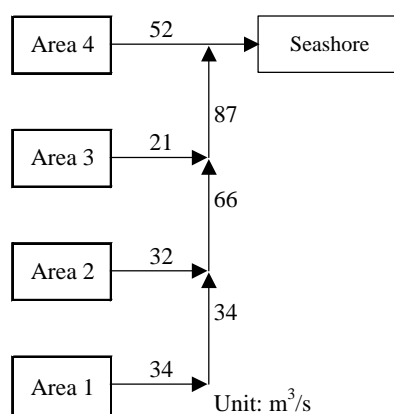 Area 4
52
Seashore
87
Area 3
21
66
Area 2
32
34
Area 1
34
Unit: m³/s